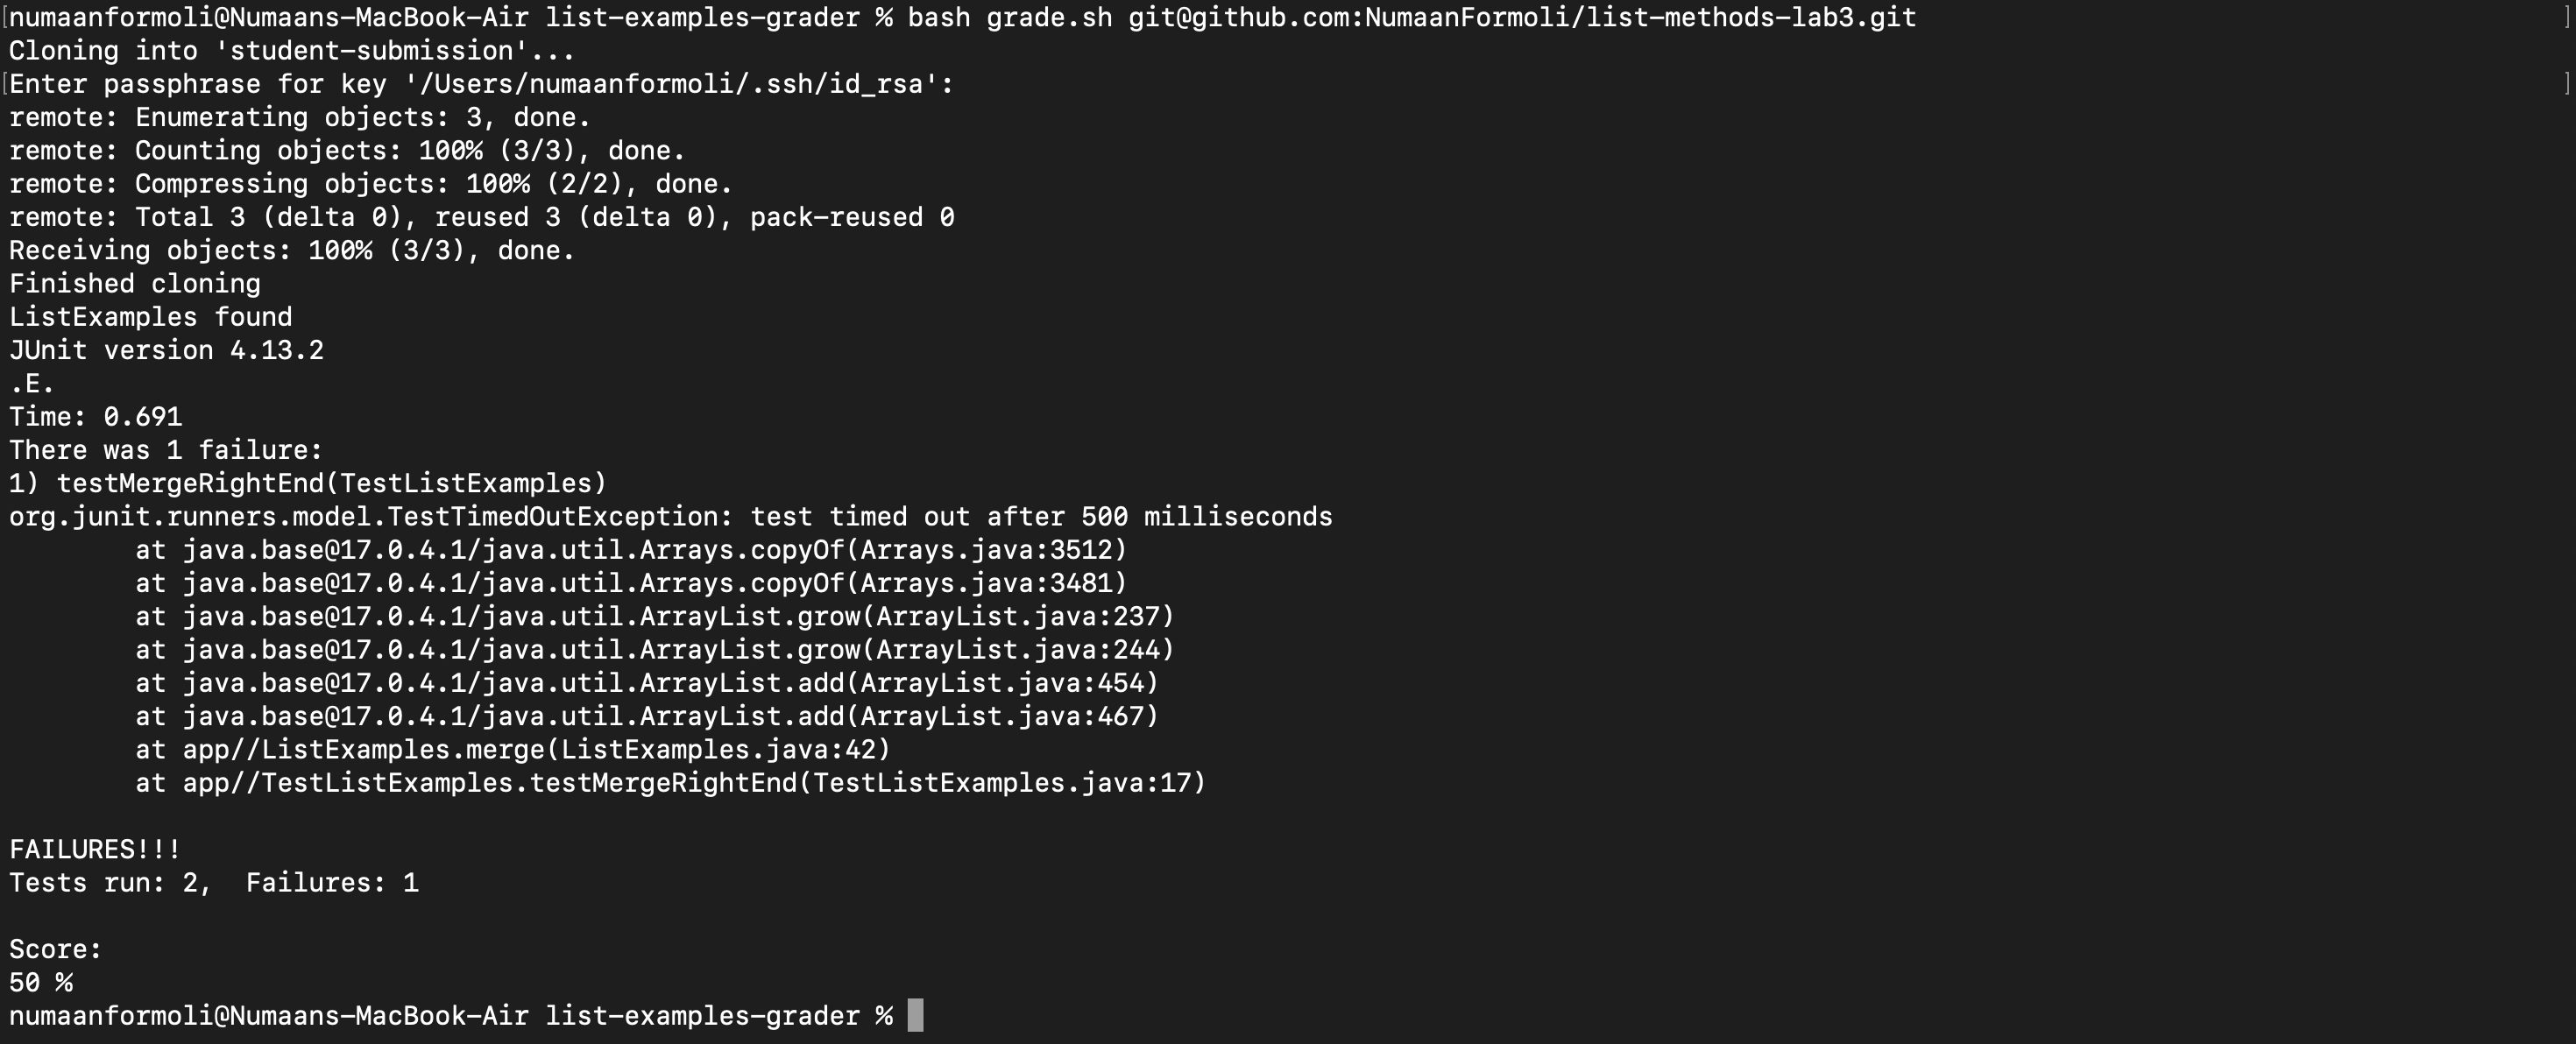 [numaanformoli@Numaans-MacBook-Air list-examples-grader % bash grade.sh git@github.com:NumaanFormoli/list-methods-lab3.git ]
Cloning into 'student-submission'...
[Enter passphrase for key '/Users/numaanformoli/.ssh/id_rsa': ]
remote: Enumerating objects: 3, done.
remote: Counting objects: 100% (3/3), done.
remote: Compressing objects: 100% (2/2), done.
remote: Total 3 (delta 0), reused 3 (delta 0), pack-reused 0
Receiving objects: 100% (3/3), done.
Finished cloning
ListExamples found
JUnit version 4.13.2
.E.
Time: 0.691
There was 1 failure:
1) testMergeRightEnd(TestListExamples)
org.junit.runners.model.TestTimedOutException: test timed out after 500 milliseconds
        at java.base@17.0.4.1/java.util.Arrays.copyOf(Arrays.java:3512)
        at java.base@17.0.4.1/java.util.Arrays.copyOf(Arrays.java:3481)
        at java.base@17.0.4.1/java.util.ArrayList.grow(ArrayList.java:237)
        at java.base@17.0.4.1/java.util.ArrayList.grow(ArrayList.java:244)
        at java.base@17.0.4.1/java.util.ArrayList.add(ArrayList.java:454)
        at java.base@17.0.4.1/java.util.ArrayList.add(ArrayList.java:467)
        at app//ListExamples.merge(ListExamples.java:42)
        at app//TestListExamples.testMergeRightEnd(TestListExamples.java:17)

FAILURES!!!
Tests run: 2,  Failures: 1

Score:
50 %
numaanformoli@Numaans-MacBook-Air list-examples-grader %